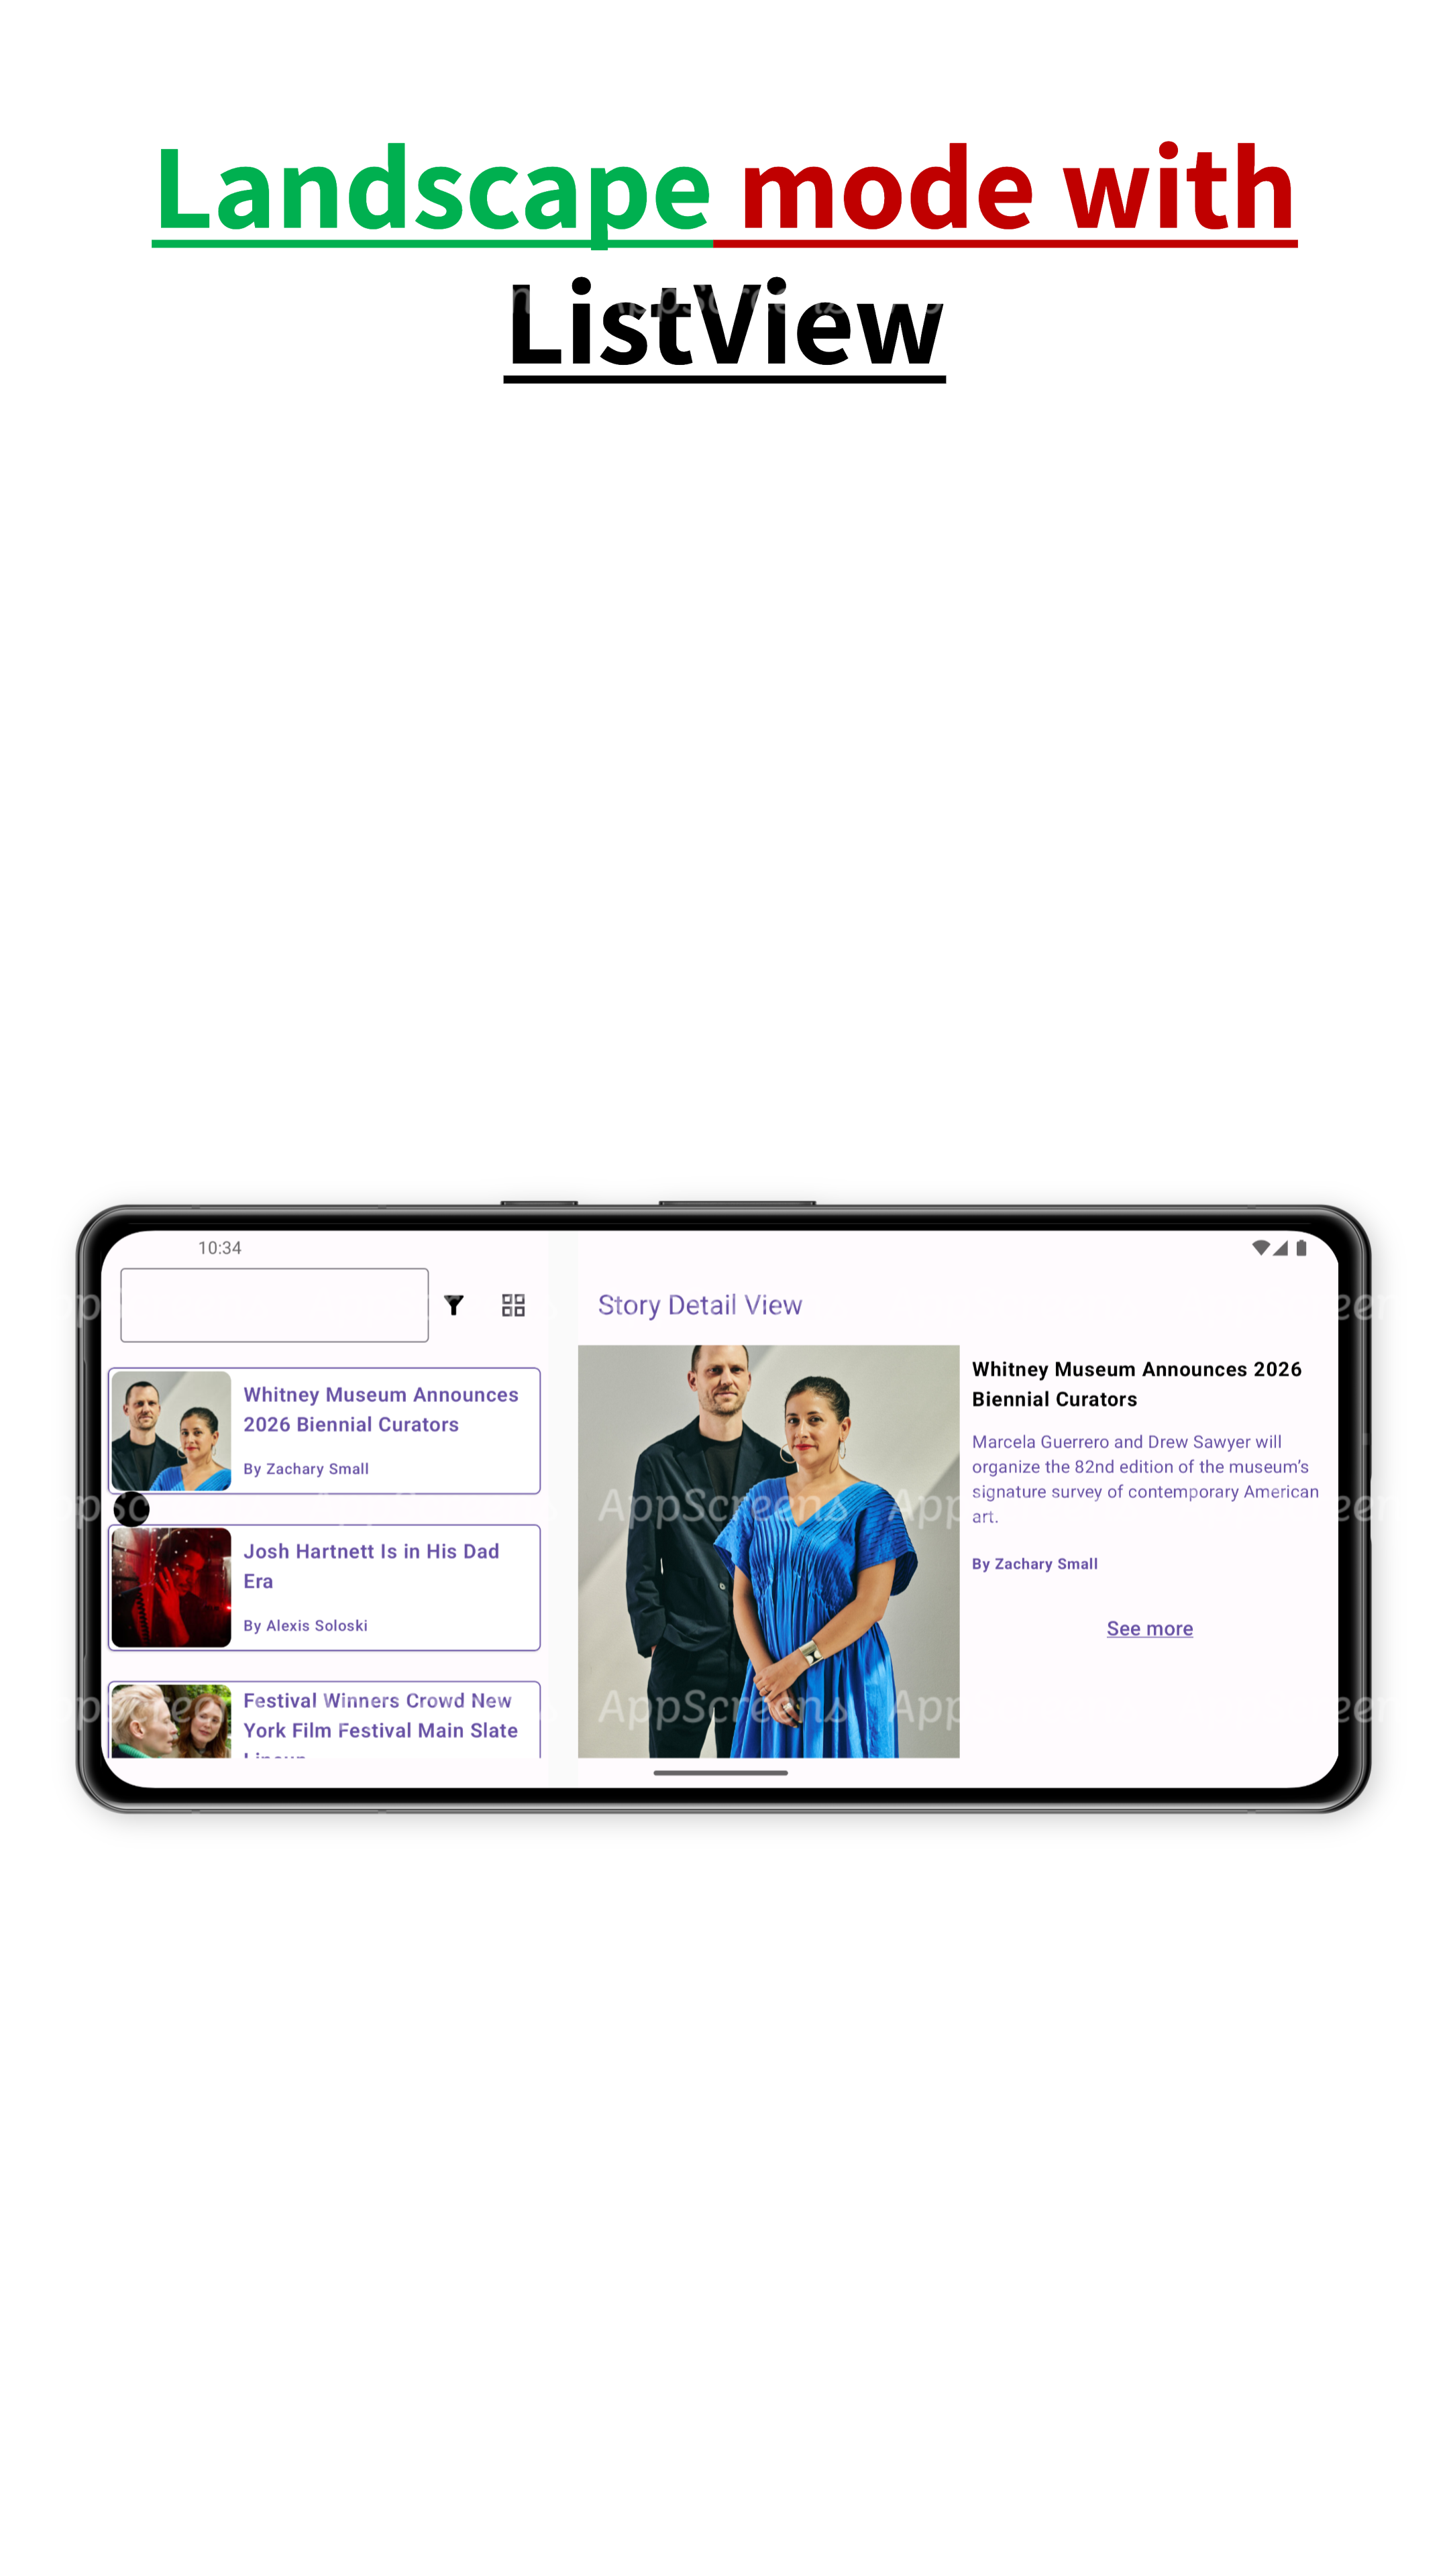 Landscape mode with
ListView
10:34
Story Detail View
Whitney Museum Announces
2026 Biennial Curators
By Zachary Small
Josh Hartnett Is in His Dad
Era
By Alexis Soloski
Festival Winners Crowd New
York Film Festival Main Slate
Lineup
Whitney Museum Announces 2026
Biennial Curators
Marcela Guerrero and Drew Sawyer will
organize the 82nd edition of the museum's
signature survey of contemporary American
art.
By Zachary Small
See more
AppScreens App
AppScreens App